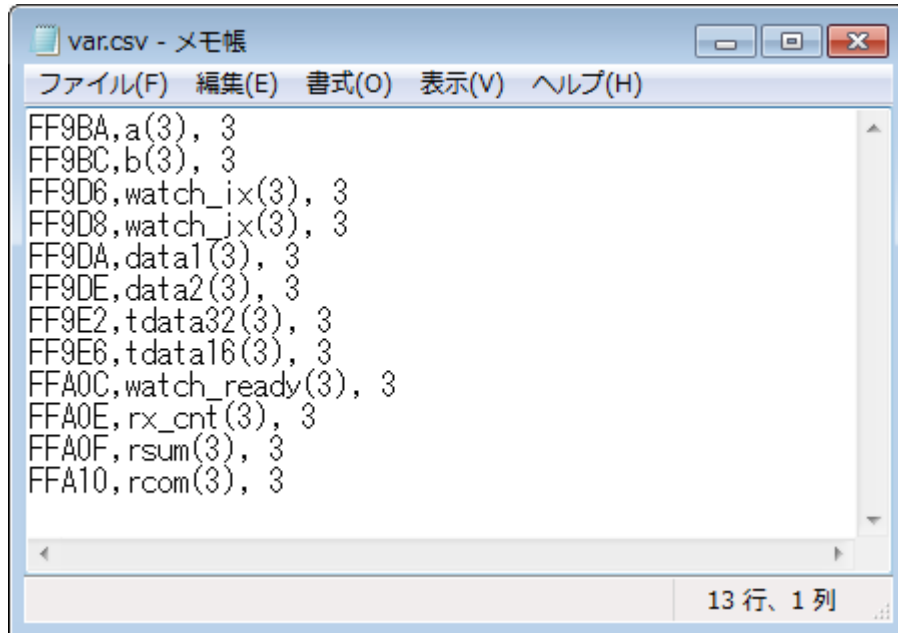 var.csv - メモ帳
ファイル(F) 編集(E) 書式(O) 表示(V) ヘルプ(H)
FF9BA,a(3), 3
FF9BC,b(3), 3
FF9D6,watch_ix(3), 3
FF9D8,watch_jx(3), 3
FF9DA,data1(3), 3
FF9DE,data2(3), 3
FF9E2,tdata32(3), 3
FF9E6,tdata16(3), 3
FFA0C,watch_ready(3), 3
FFA0E,rx_cnt(3), 3
FFA0F,rsum(3), 3
FFA10,rcom(3), 3
13 行、1 列